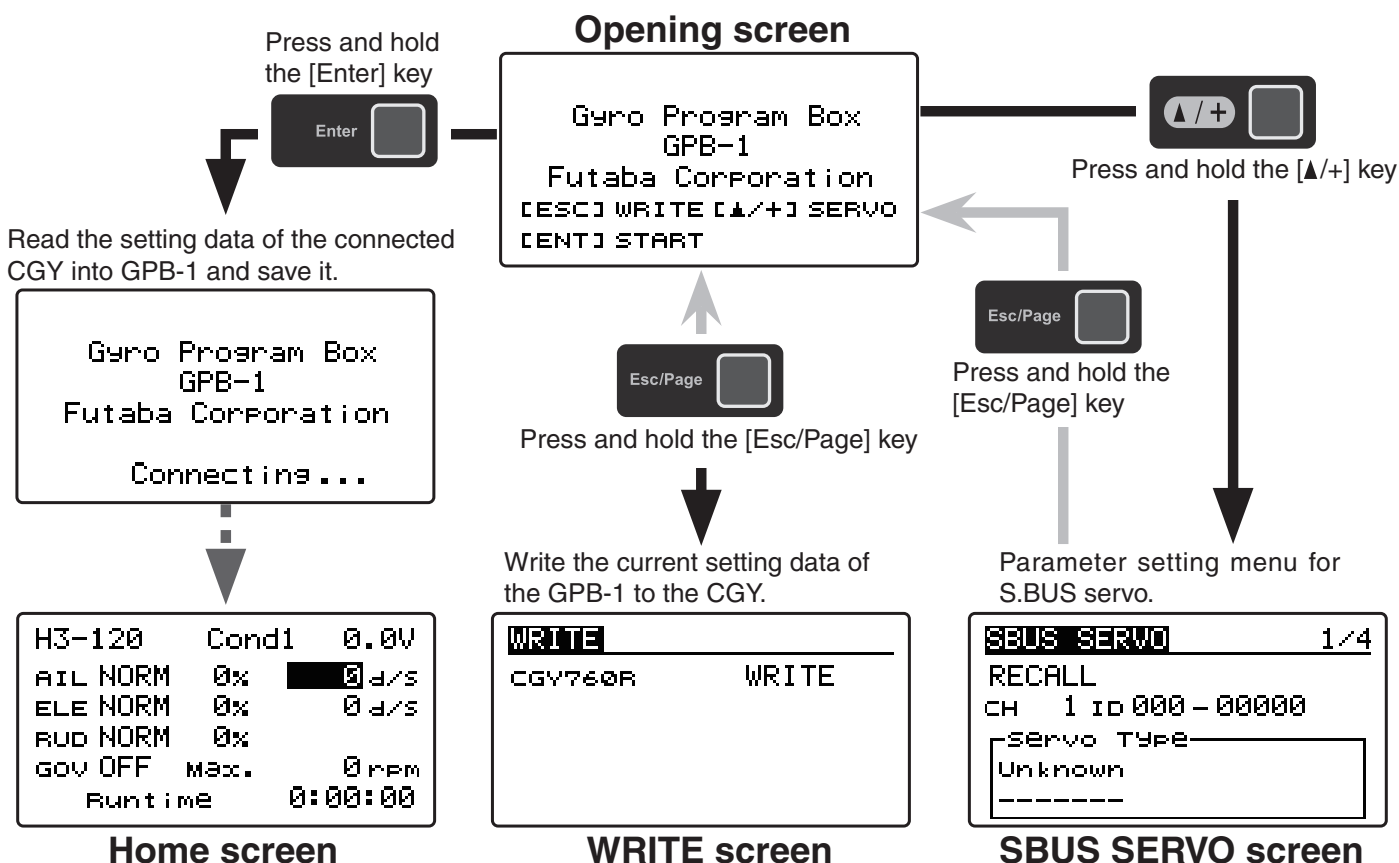 Opening screen
Press and hold
the [Enter] key
Enter
Gyro Program Box
GPB-1
Futaba Corporation
[ESC] WRITE [▲/+] SERVO
[ENT] START
▲/+
Press and hold the [▲/+] key
Read the setting data of the connected
CGY into GPB-1 and save it.
Gyro Program Box
GPB-1
Futaba Corporation
Connecting...
Esc/Page
Press and hold the [Esc/Page] key
Esc/Page
Press and hold the
[Esc/Page] key
Write the current setting data of
the GPB-1 to the CGY.
Parameter setting menu for
S.BUS servo.
H3-120 Cond1 0.0V
AIL NORM 0% 0 d/s
ELE NORM 0% 0 d/s
RUD NORM 0%
GOV OFF Max. 0 rpm
Runtime 0:00:00
Home screen
WRITE
CGY760R WRITE
WRITE screen
SBUS SERVO 1/4
RECALL
CH 1 ID 000-00000
Servo Type
Unknown
-------
SBUS SERVO screen